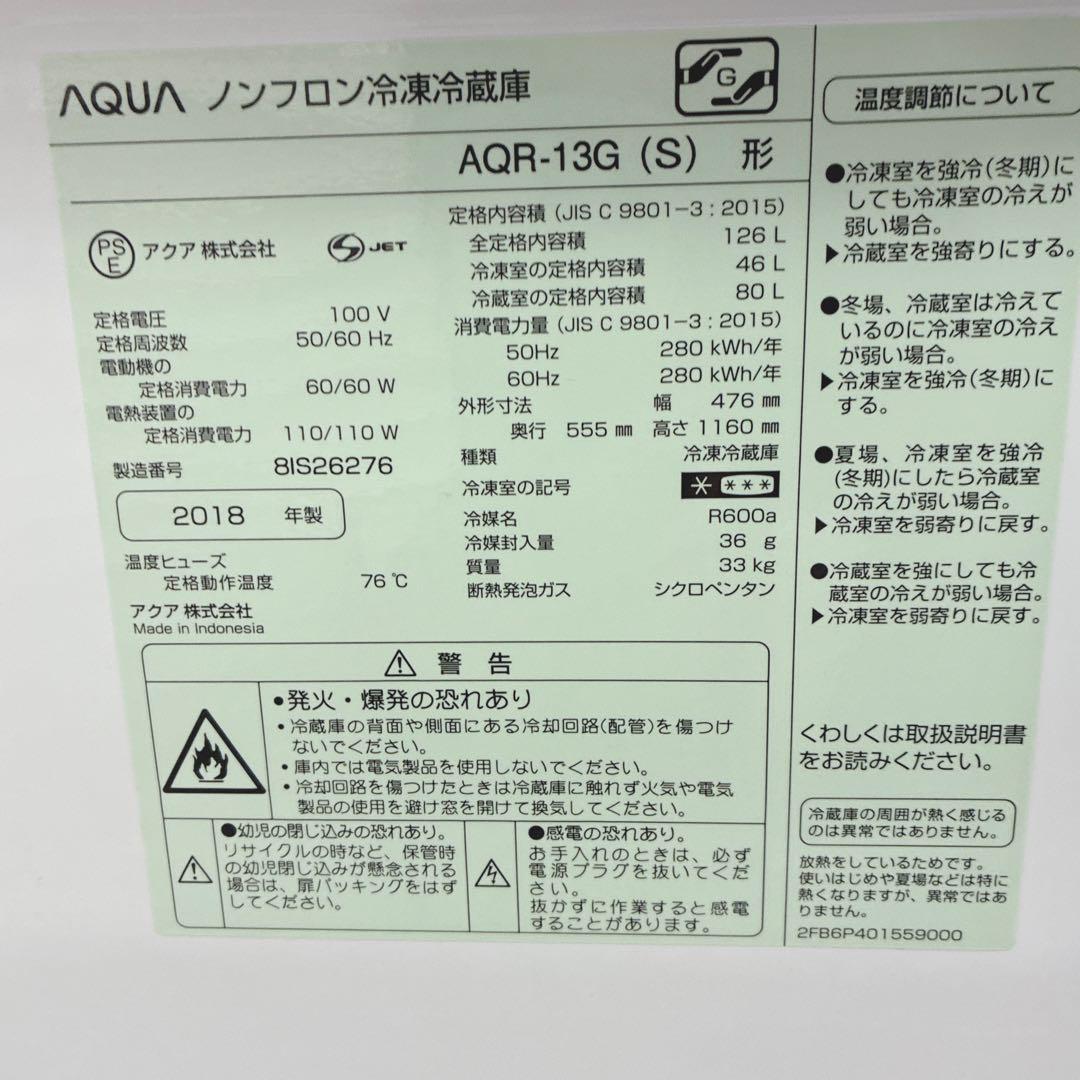 AQUA ノンフロン冷凍冷蔵庫
G
AQR-13G (S) 形
PS
E
アクア 株式会社
S JET
定格電圧 100 V
定格周波数 50/60 Hz
電動機の
定格消費電力 60/60 W
電熱装置の
定格消費電力 110/110 W
製造番号 8IS26276
2018 年製
温度ヒューズ
定格動作温度 76 ℃
アクア 株式会社
Made in Indonesia
定格内容積 (JIS C 9801-3 : 2015)
全定格内容積 126 L
冷凍室の定格内容積 46 L
冷蔵室の定格内容積 80 L
消費電力量 (JIS C 9801-3 : 2015)
50Hz 280 kWh/年
60Hz 280 kWh/年
外形寸法 幅 476 ㎜
奥行 555 ㎜ 高さ 1160 ㎜
種類 冷凍冷蔵庫
冷凍室の記号 * ***
冷媒名 R600a
冷媒封入量 36 g
質量 33 kg
断熱発泡ガス シクロペンタン
⚠ 警 告
●発火・爆発の恐れあり
・冷蔵庫の背面や側面にある冷却回路(配管)を傷つけ
ないでください。
・庫内では電気製品を使用しないでください。
・冷却回路を傷つけたときは冷蔵庫に触れず火気や電気
製品の使用を避け窓を開けて換気してください。
●幼児の閉じ込みの恐れあり。
リサイクルの時など、保管時
の幼児閉じ込みが懸念される
場合は、扉パッキングをはず
してください。
●感電の恐れあり。
お手入れのときは、必ず
電源プラグを抜いてくださ
い。
抜かずに作業すると感電
することがあります。
温度調節について
●冷凍室を強冷(冬期)に
しても冷凍室の冷えが
弱い場合。
▶冷蔵室を強寄りにする。
●冬場、冷蔵室は冷えて
いるのに冷凍室の冷え
が弱い場合。
▶冷凍室を強冷(冬期)に
する。
●夏場、冷凍室を強冷
(冬期)にしたら冷蔵室
の冷えが弱い場合。
▶冷凍室を弱寄りに戻す。
●冷蔵室を強にしても冷
蔵室の冷えが弱い場合。
▶冷凍室を弱寄りに戻す。
くわしくは取扱説明書
をお読みください。
冷蔵庫の周囲が熱く感じる
のは異常ではありません。
放熱をしているためです。
使いはじめや夏場などは特に
熱くなりますが、異常ではあ
りません。
2FB6P401559000